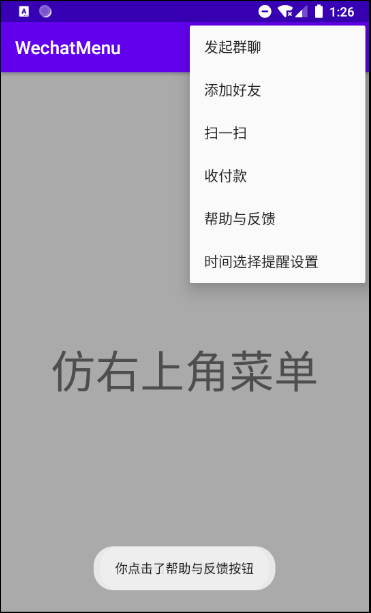 1:26
WechatMenu
发起群聊
添加好友
扫一扫
收付款
帮助与反馈
时间选择提醒设置
仿右上角菜单
你点击了帮助与反馈按钮